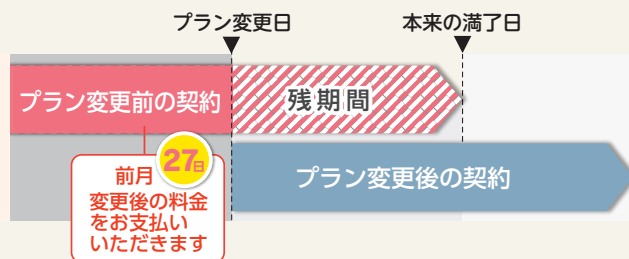 プラン変更日
本来の満了日
プラン変更前の契約
残期間
前月27日
変更後の料金
をお支払い
いただきます
プラン変更後の契約